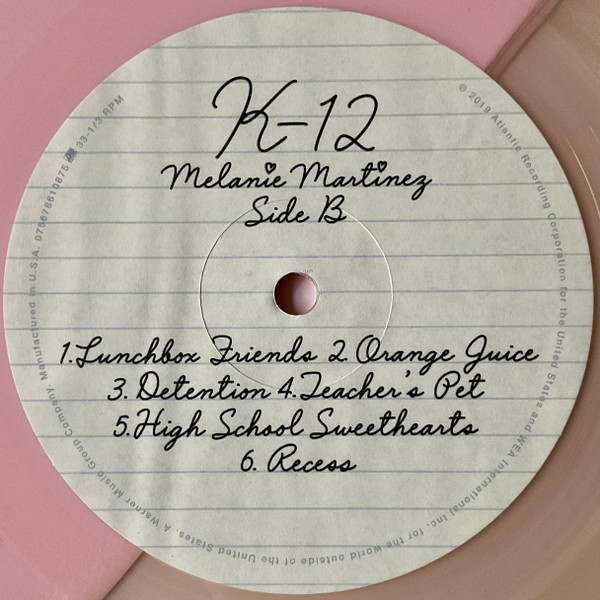 K-12
Melanie Martinez
Side B
1. Lunchbox Friends 2. Orange Juice
3. Detention 4. Teacher's Pet
5. High School Sweethearts
6. Recess
℗ 2019 Atlantic Recording Corporation for the United States and WEA International Inc. for the world outside of the United States. A Warner Music Group Company. Manufactured in U.S.A. 075678610875 33-1/3 RPM